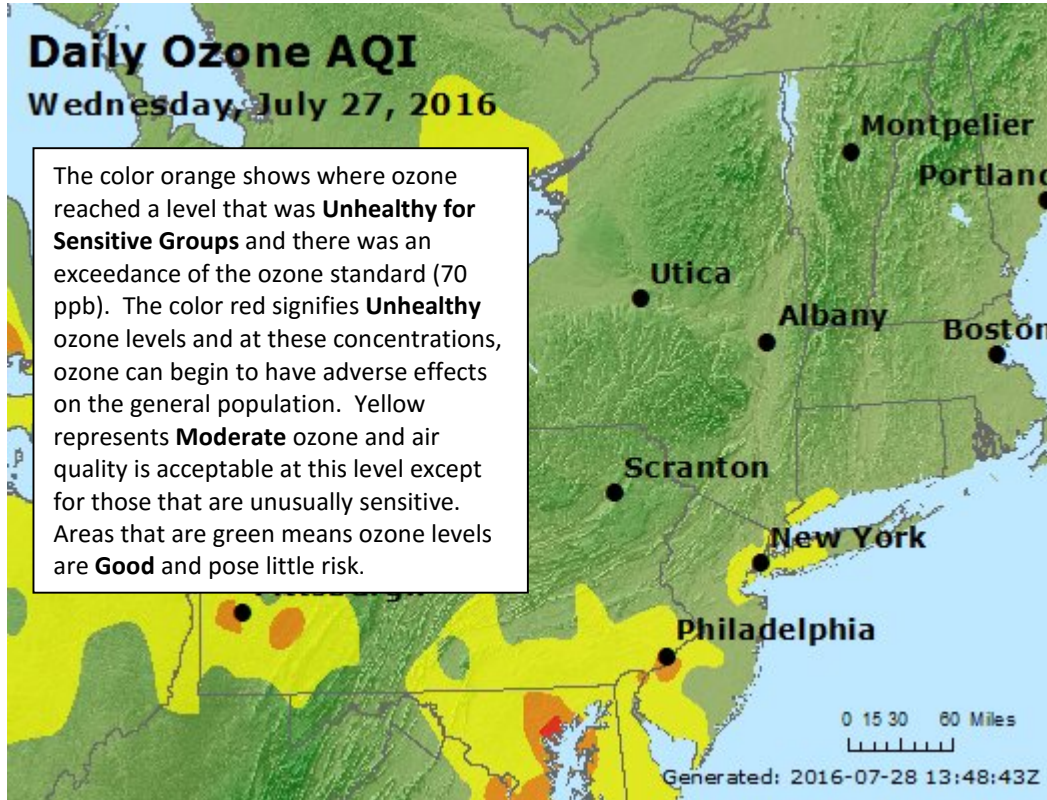 Daily Ozone AQI
Wednesday, July 27, 2016
The color orange shows where ozone
reached a level that was Unhealthy for
Sensitive Groups and there was an
exceedance of the ozone standard (70
ppb). The color red signifies Unhealthy
ozone levels and at these concentrations,
ozone can begin to have adverse effects
on the general population. Yellow
represents Moderate ozone and air
quality is acceptable at this level except
for those that are unusually sensitive.
Areas that are green means ozone levels
are Good and pose little risk.
Montpelier
Portland
Utica
Albany
Boston
Scranton
New York
Philadelphia
0 15 30 60 Miles
Generated: 2016-07-28 13:48:43Z